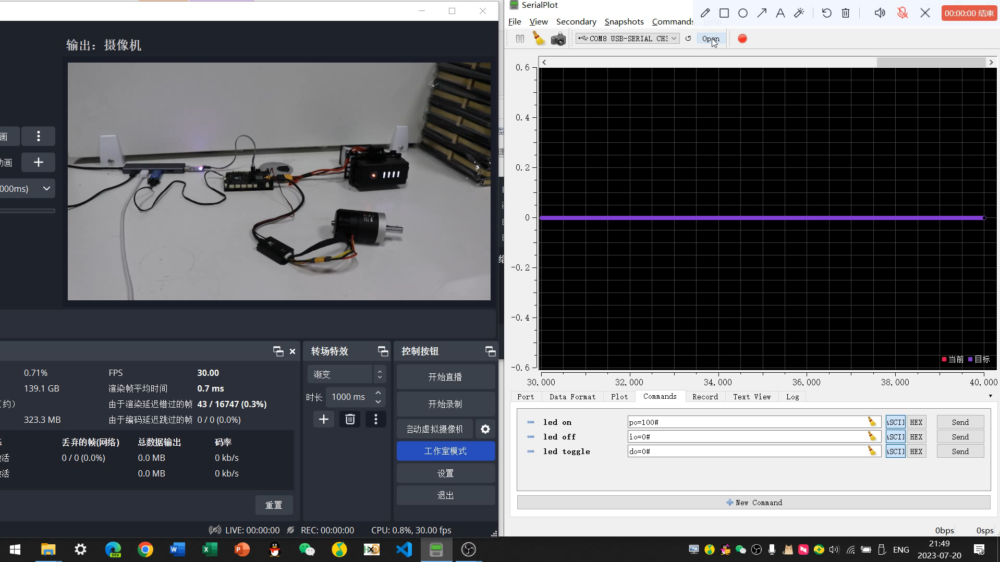 SerialPlot
00:00:00 结束
File View Secondary Snapshots Commands Help
COM8 USB-SERIAL CH3
Open
输出：摄像机
画
动画
000ms)
0.6
0.4
0.2
0
-0.2
-0.4
-0.6
当前 目标
30,000 32,000 34,000 36,000 38,000 40,000
Port Data Format Plot Commands Record Text View Log
led on po=100# ASCII HEX Send
led off io=0# ASCII HEX Send
led toggle do=0# ASCII HEX Send
New Command
0bps 0sps
0.71% FPS 30.00
139.1 GB 渲染帧平均时间 0.7 ms
约） 由于渲染延迟错过的帧 43 / 16747 (0.3%)
323.3 MB 由于编码延迟跳过的帧 0 / 0 (0.0%)
丢弃的帧(网络) 总数据输出 码率
激活 0 / 0 (0.0%) 0.0 MB 0 kb/s
激活 0.0 MB 0 kb/s
重置
转场特效
渐变
时长 1000 ms
控制按钮
开始直播
开始录制
启动虚拟摄像机
工作室模式
设置
退出
LIVE: 00:00:00 REC: 00:00:00 CPU: 0.8%, 30.00 fps
DEV
ENG
21:49
2023-07-20